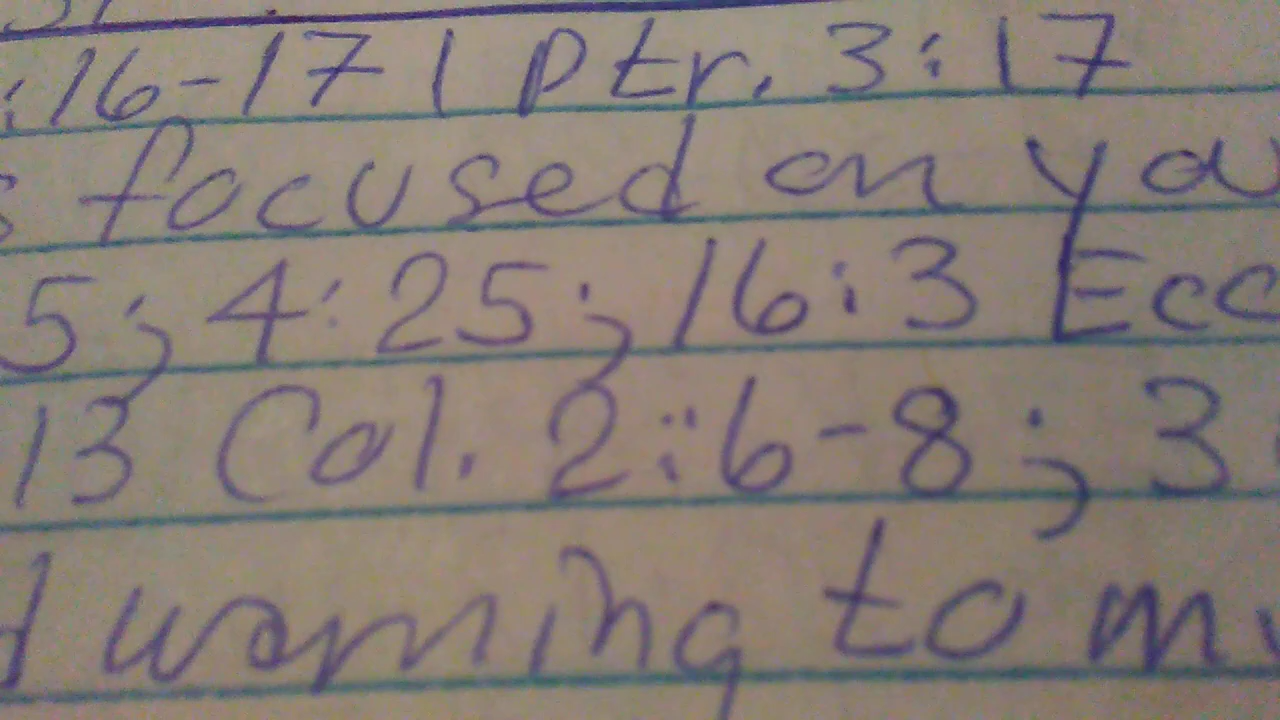 :16-17 1 Ptr. 3:17
s focused on you
5; 4:25; 16:3 Ecc
13 Col. 2:6-8; 3
d warning to m